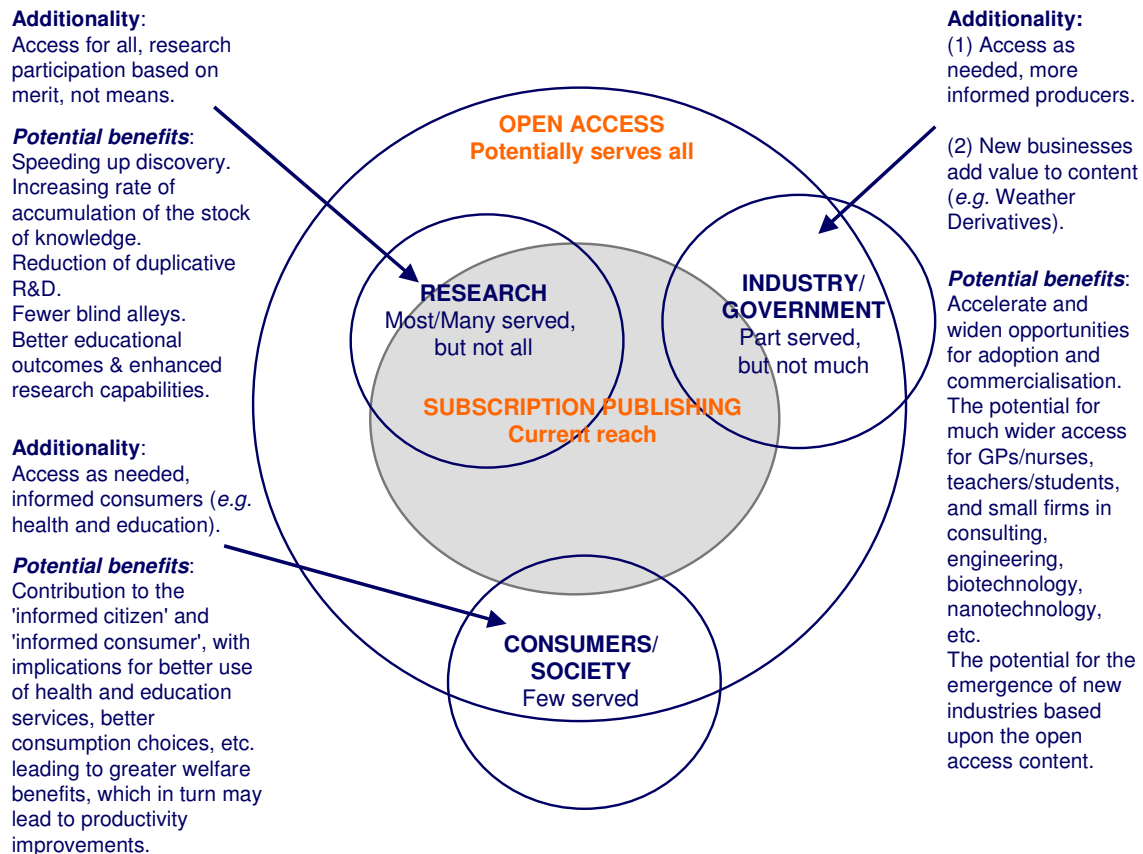 Additionality:
Access for all, research
participation based on
merit, not means.
Potential benefits:
Speeding up discovery.
Increasing rate of
accumulation of the stock
of knowledge.
Reduction of duplicative
R&D.
Fewer blind alleys.
Better educational
outcomes & enhanced
research capabilities.
Additionality:
Access as needed,
informed consumers (e.g.
health and education).
Potential benefits:
Contribution to the
'informed citizen' and
'informed consumer', with
implications for better use
of health and education
services, better
consumption choices, etc.
leading to greater welfare
benefits, which in turn may
lead to productivity
improvements.
OPEN ACCESS
Potentially serves all
RESEARCH
Most/Many served,
but not all
INDUSTRY/
GOVERNMENT
Part served,
but not much
SUBSCRIPTION PUBLISHING
Current reach
CONSUMERS/
SOCIETY
Few served
Additionality:
(1) Access as
needed, more
informed producers.
(2) New businesses
add value to content
(e.g. Weather
Derivatives).
Potential benefits:
Accelerate and
widen opportunities
for adoption and
commercialisation.
The potential for
much wider access
for GPs/nurses,
teachers/students,
and small firms in
consulting,
engineering,
biotechnology,
nanotechnology,
etc.
The potential for the
emergence of new
industries based
upon the open
access content.